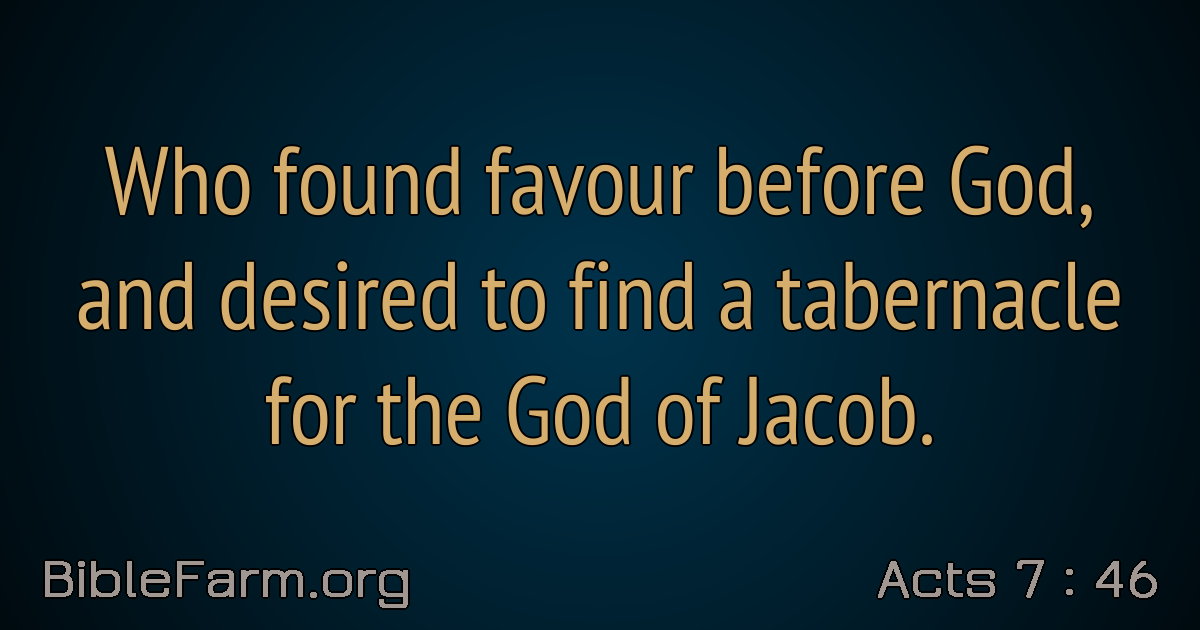 Who found favour before God,
and desired to find a tabernacle
for the God of Jacob.
BibleFarm.org
Acts 7 : 46